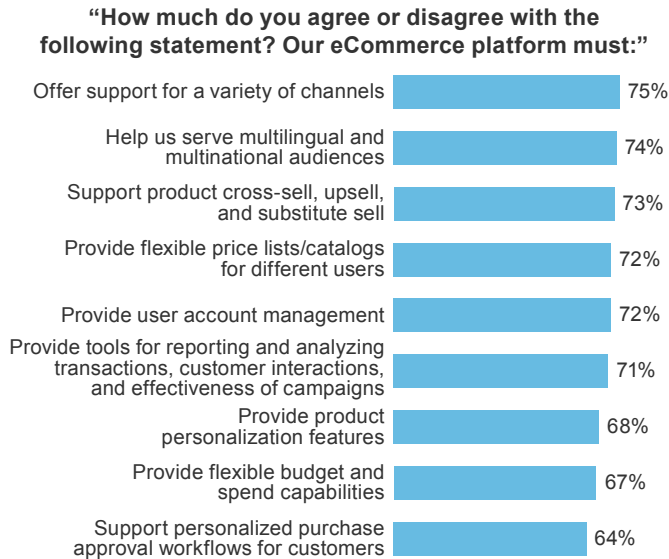 “How much do you agree or disagree with the
following statement? Our eCommerce platform must:”
Offer support for a variety of channels 75%
Help us serve multilingual and
multinational audiences 74%
Support product cross-sell, upsell,
and substitute sell 73%
Provide flexible price lists/catalogs
for different users 72%
Provide user account management 72%
Provide tools for reporting and analyzing
transactions, customer interactions, 71%
and effectiveness of campaigns
Provide product
personalization features 68%
Provide flexible budget and
spend capabilities 67%
Support personalized purchase
approval workflows for customers 64%